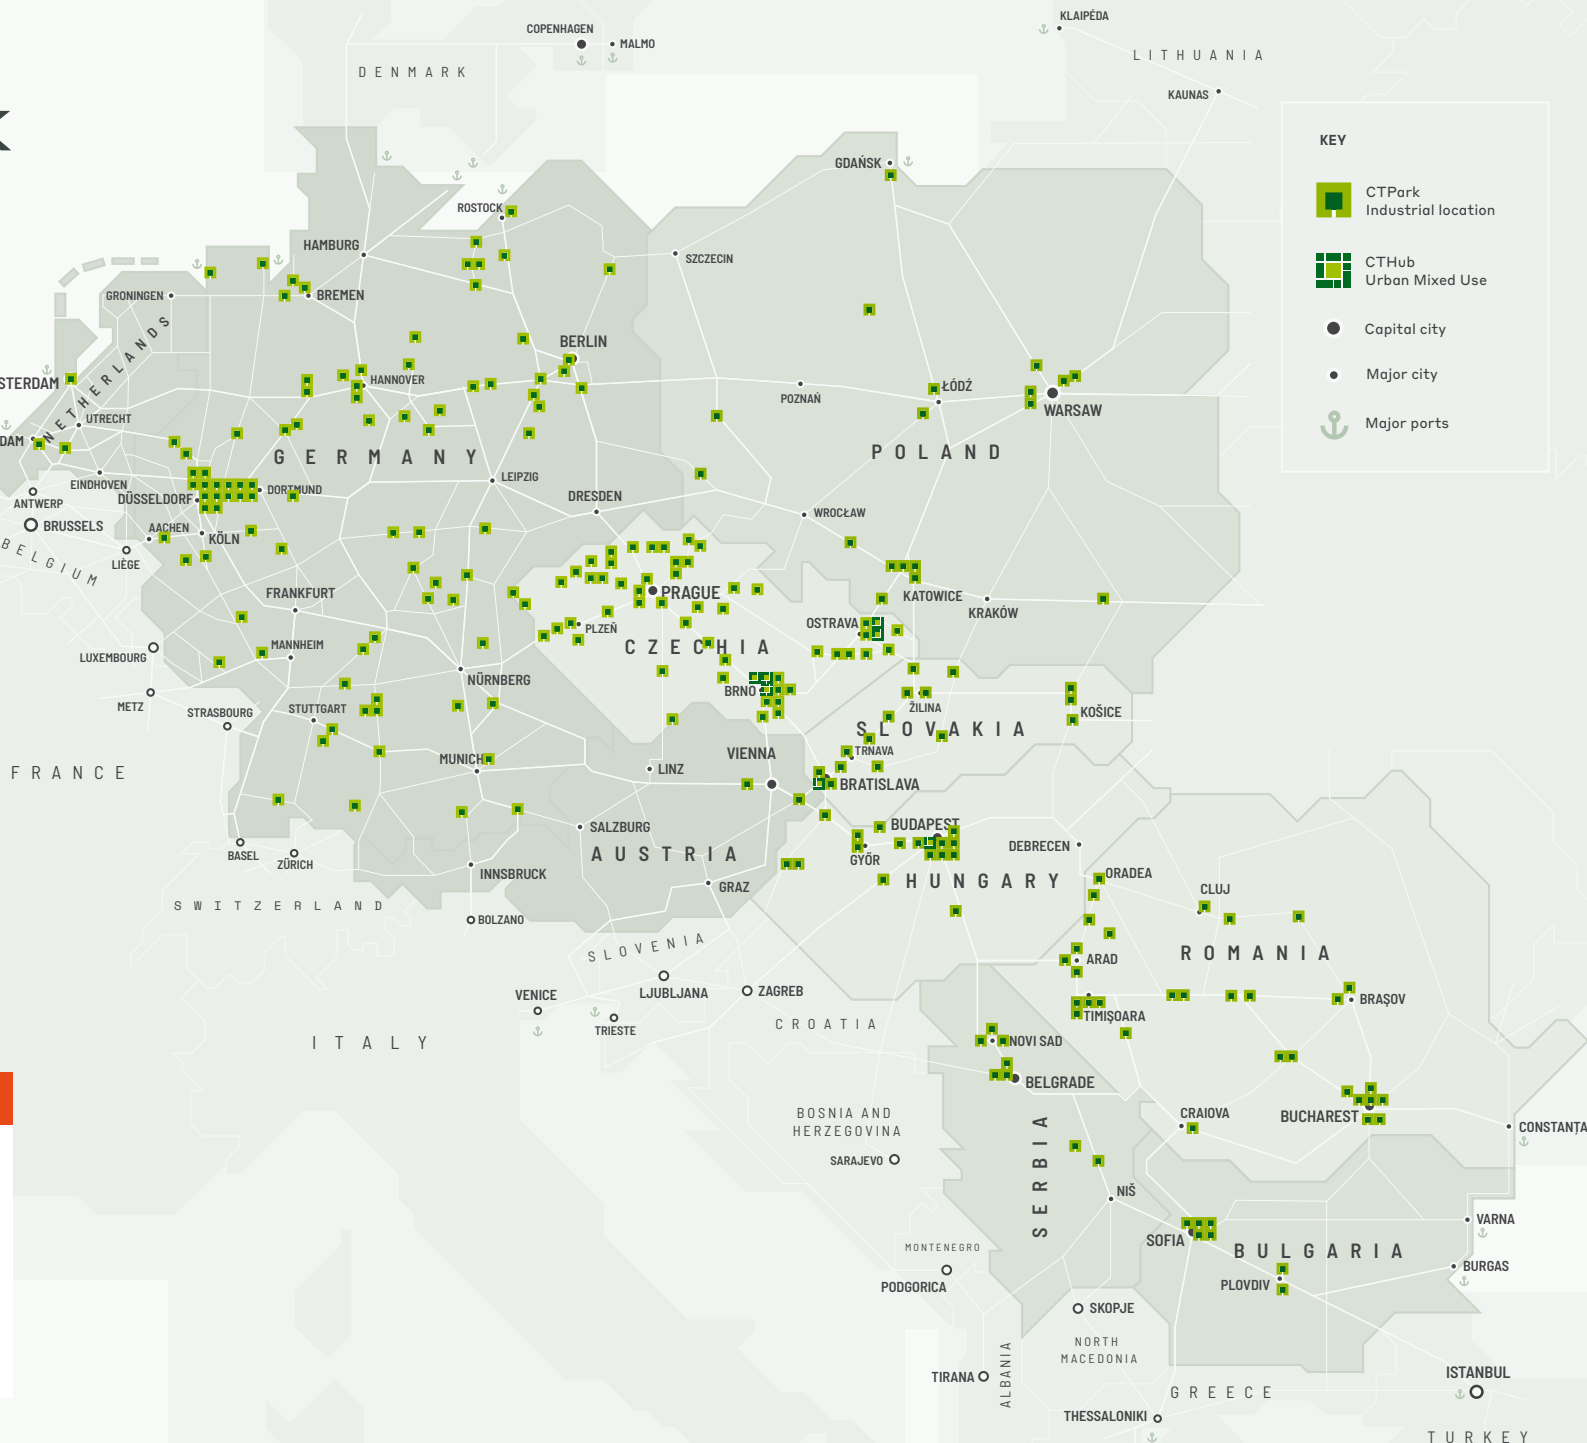 COPENHAGEN
MALMO
DENMARK
KLAIPĖDA
LITHUANIA
KAUNAS
KEY
CTPark
Industrial location
CTHub
Urban Mixed Use
Capital city
Major city
Major ports
GDAŃSK
ROSTOCK
HAMBURG
SZCZECIN
GRONINGEN
BREMEN
NETHERLANDS
BERLIN
STERDAM
HANNOVER
POZNAŃ
ŁÓDŹ
WARSAW
UTRECHT
DAM
GERMANY
POLAND
EINDHOVEN
LEIPZIG
ANTWERP
DÜSSELDORF
DORTMUND
DRESDEN
WROCŁAW
BRUSSELS
AACHEN
KÖLN
BELGIUM
LIÈGE
FRANKFURT
PRAGUE
KATOWICE
KRAKÓW
OSTRAVA
PLZEŇ
CZECHIA
MANNHEIM
LUXEMBOURG
NÜRNBERG
BRNO
METZ
STRASBOURG
STUTTGART
ŽILINA
KOŠICE
SLOVAKIA
TRNAVA
VIENNA
MUNICH
LINZ
BRATISLAVA
FRANCE
SALZBURG
BUDAPEST
DEBRECEN
BASEL
ZÜRICH
AUSTRIA
GYŐR
INNSBRUCK
GRAZ
HUNGARY
ORADEA
CLUJ
SWITZERLAND
BOLZANO
SLOVENIA
ROMANIA
ARAD
VENICE
LJUBLJANA
ZAGREB
TRIESTE
CROATIA
TIMIŞOARA
BRAŞOV
ITALY
NOVI SAD
BELGRADE
BOSNIA AND
HERZEGOVINA
SARAJEVO
SERBIA
CRAIOVA
BUCHAREST
CONSTANȚA
NIŠ
VARNA
SOFIA
BULGARIA
MONTENEGRO
PODGORICA
PLOVDIV
BURGAS
SKOPJE
NORTH
MACEDONIA
TIRANA
ALBANIA
GREECE
ISTANBUL
THESSALONIKI
TURKEY